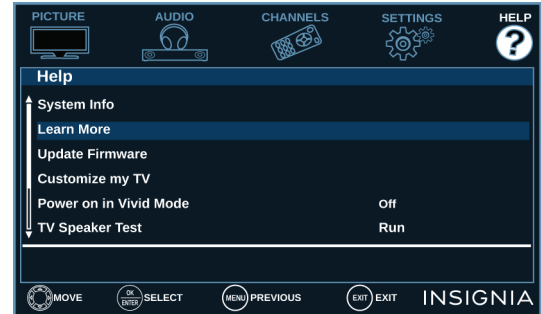 PICTURE AUDIO CHANNELS SETTINGS HELP
?
Help
System Info
Learn More
Update Firmware
Customize my TV
Power on in Vivid Mode Off
TV Speaker Test Run
MOVE OK ENTER SELECT MENU PREVIOUS EXIT EXIT INSIGNIA